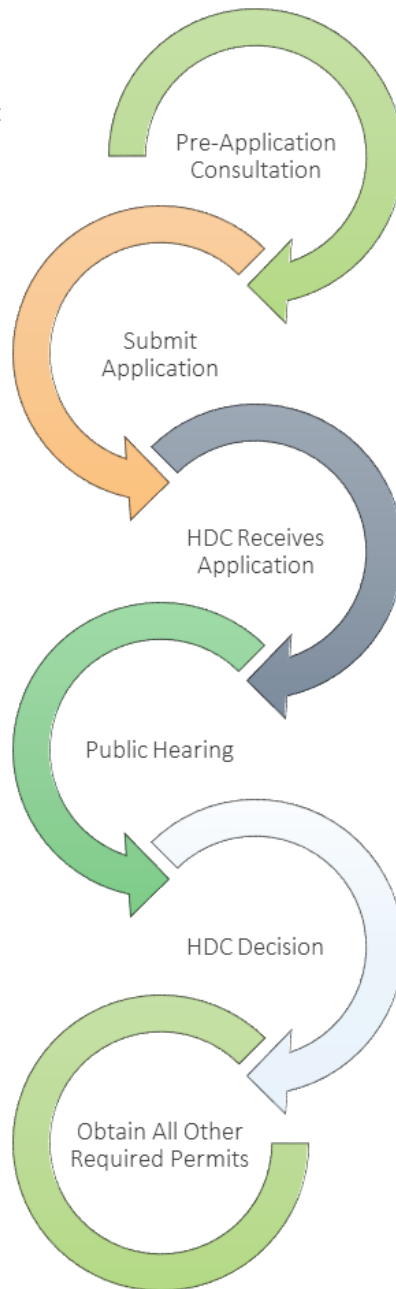 Pre-Application
Consultation
Submit
Application
HDC Receives
Application
Public Hearing
HDC Decision
Obtain All Other
Required Permits